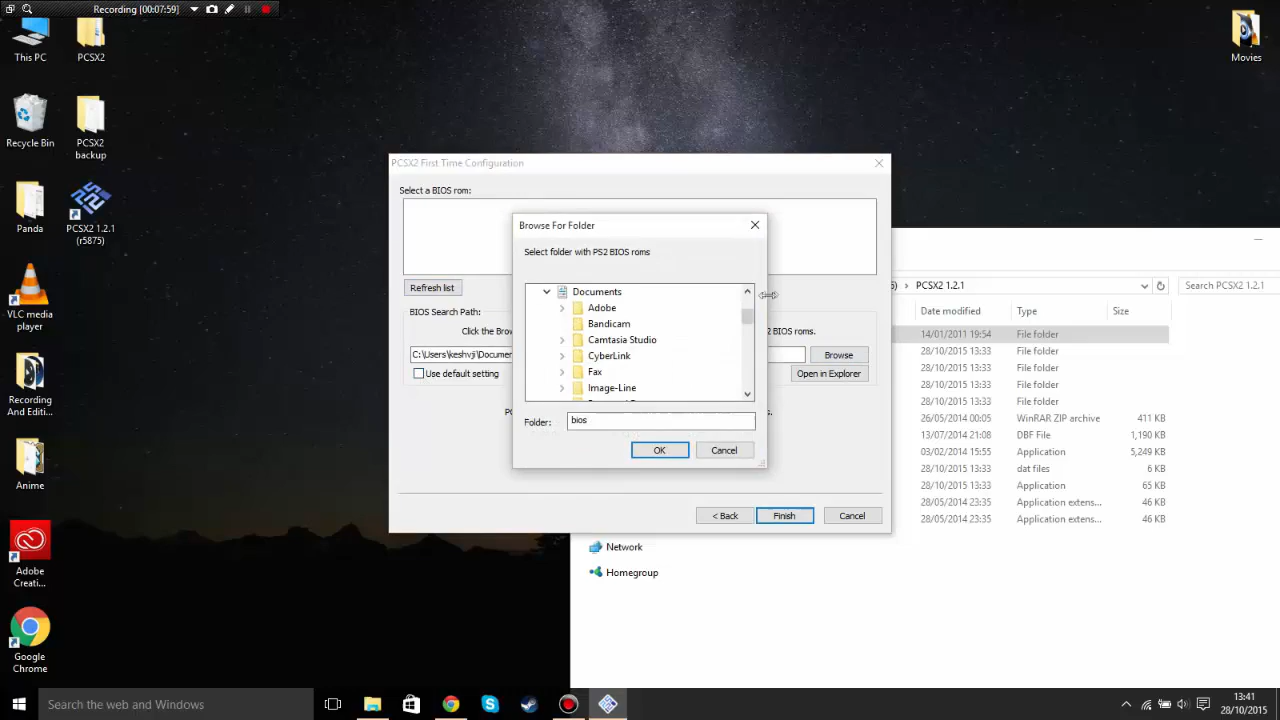 Recording [00:07:59]
This PC
PCSX2
Movies
Recycle Bin
PCSX2
backup
Panda
PCSX2 1.2.1
(r5875)
VLC media
player
Recording
And Editi...
Anime
Adobe
Creati...
Google
Chrome
PCSX2 First Time Configuration
Select a BIOS rom:
Refresh list
BIOS Search Path:
Click the Brow
2 BIOS roms.
C:\Users\keshvji\Documen
Browse
Use default setting
Open in Explorer
< Back
Finish
Cancel
Browse For Folder
Select folder with PS2 BIOS roms
Documents
Adobe
Bandicam
Camtasia Studio
CyberLink
Fax
Image-Line
Folder:
bios
OK
Cancel
PCSX2 1.2.1
Search PCSX2 1.2.1
Date modified
Type
Size
14/01/2011 19:54 File folder
28/10/2015 13:33 File folder
28/10/2015 13:33 File folder
28/10/2015 13:33 File folder
28/10/2015 13:33 File folder
26/05/2014 00:05 WinRAR ZIP archive 411 KB
13/07/2014 21:08 DBF File 1,190 KB
03/02/2014 15:55 Application 5,249 KB
28/10/2015 13:33 dat files 6 KB
28/10/2015 13:33 Application 65 KB
28/05/2014 23:35 Application extens... 46 KB
28/05/2014 23:35 Application extens... 46 KB
Network
Homegroup
Search the web and Windows
13:41
28/10/2015